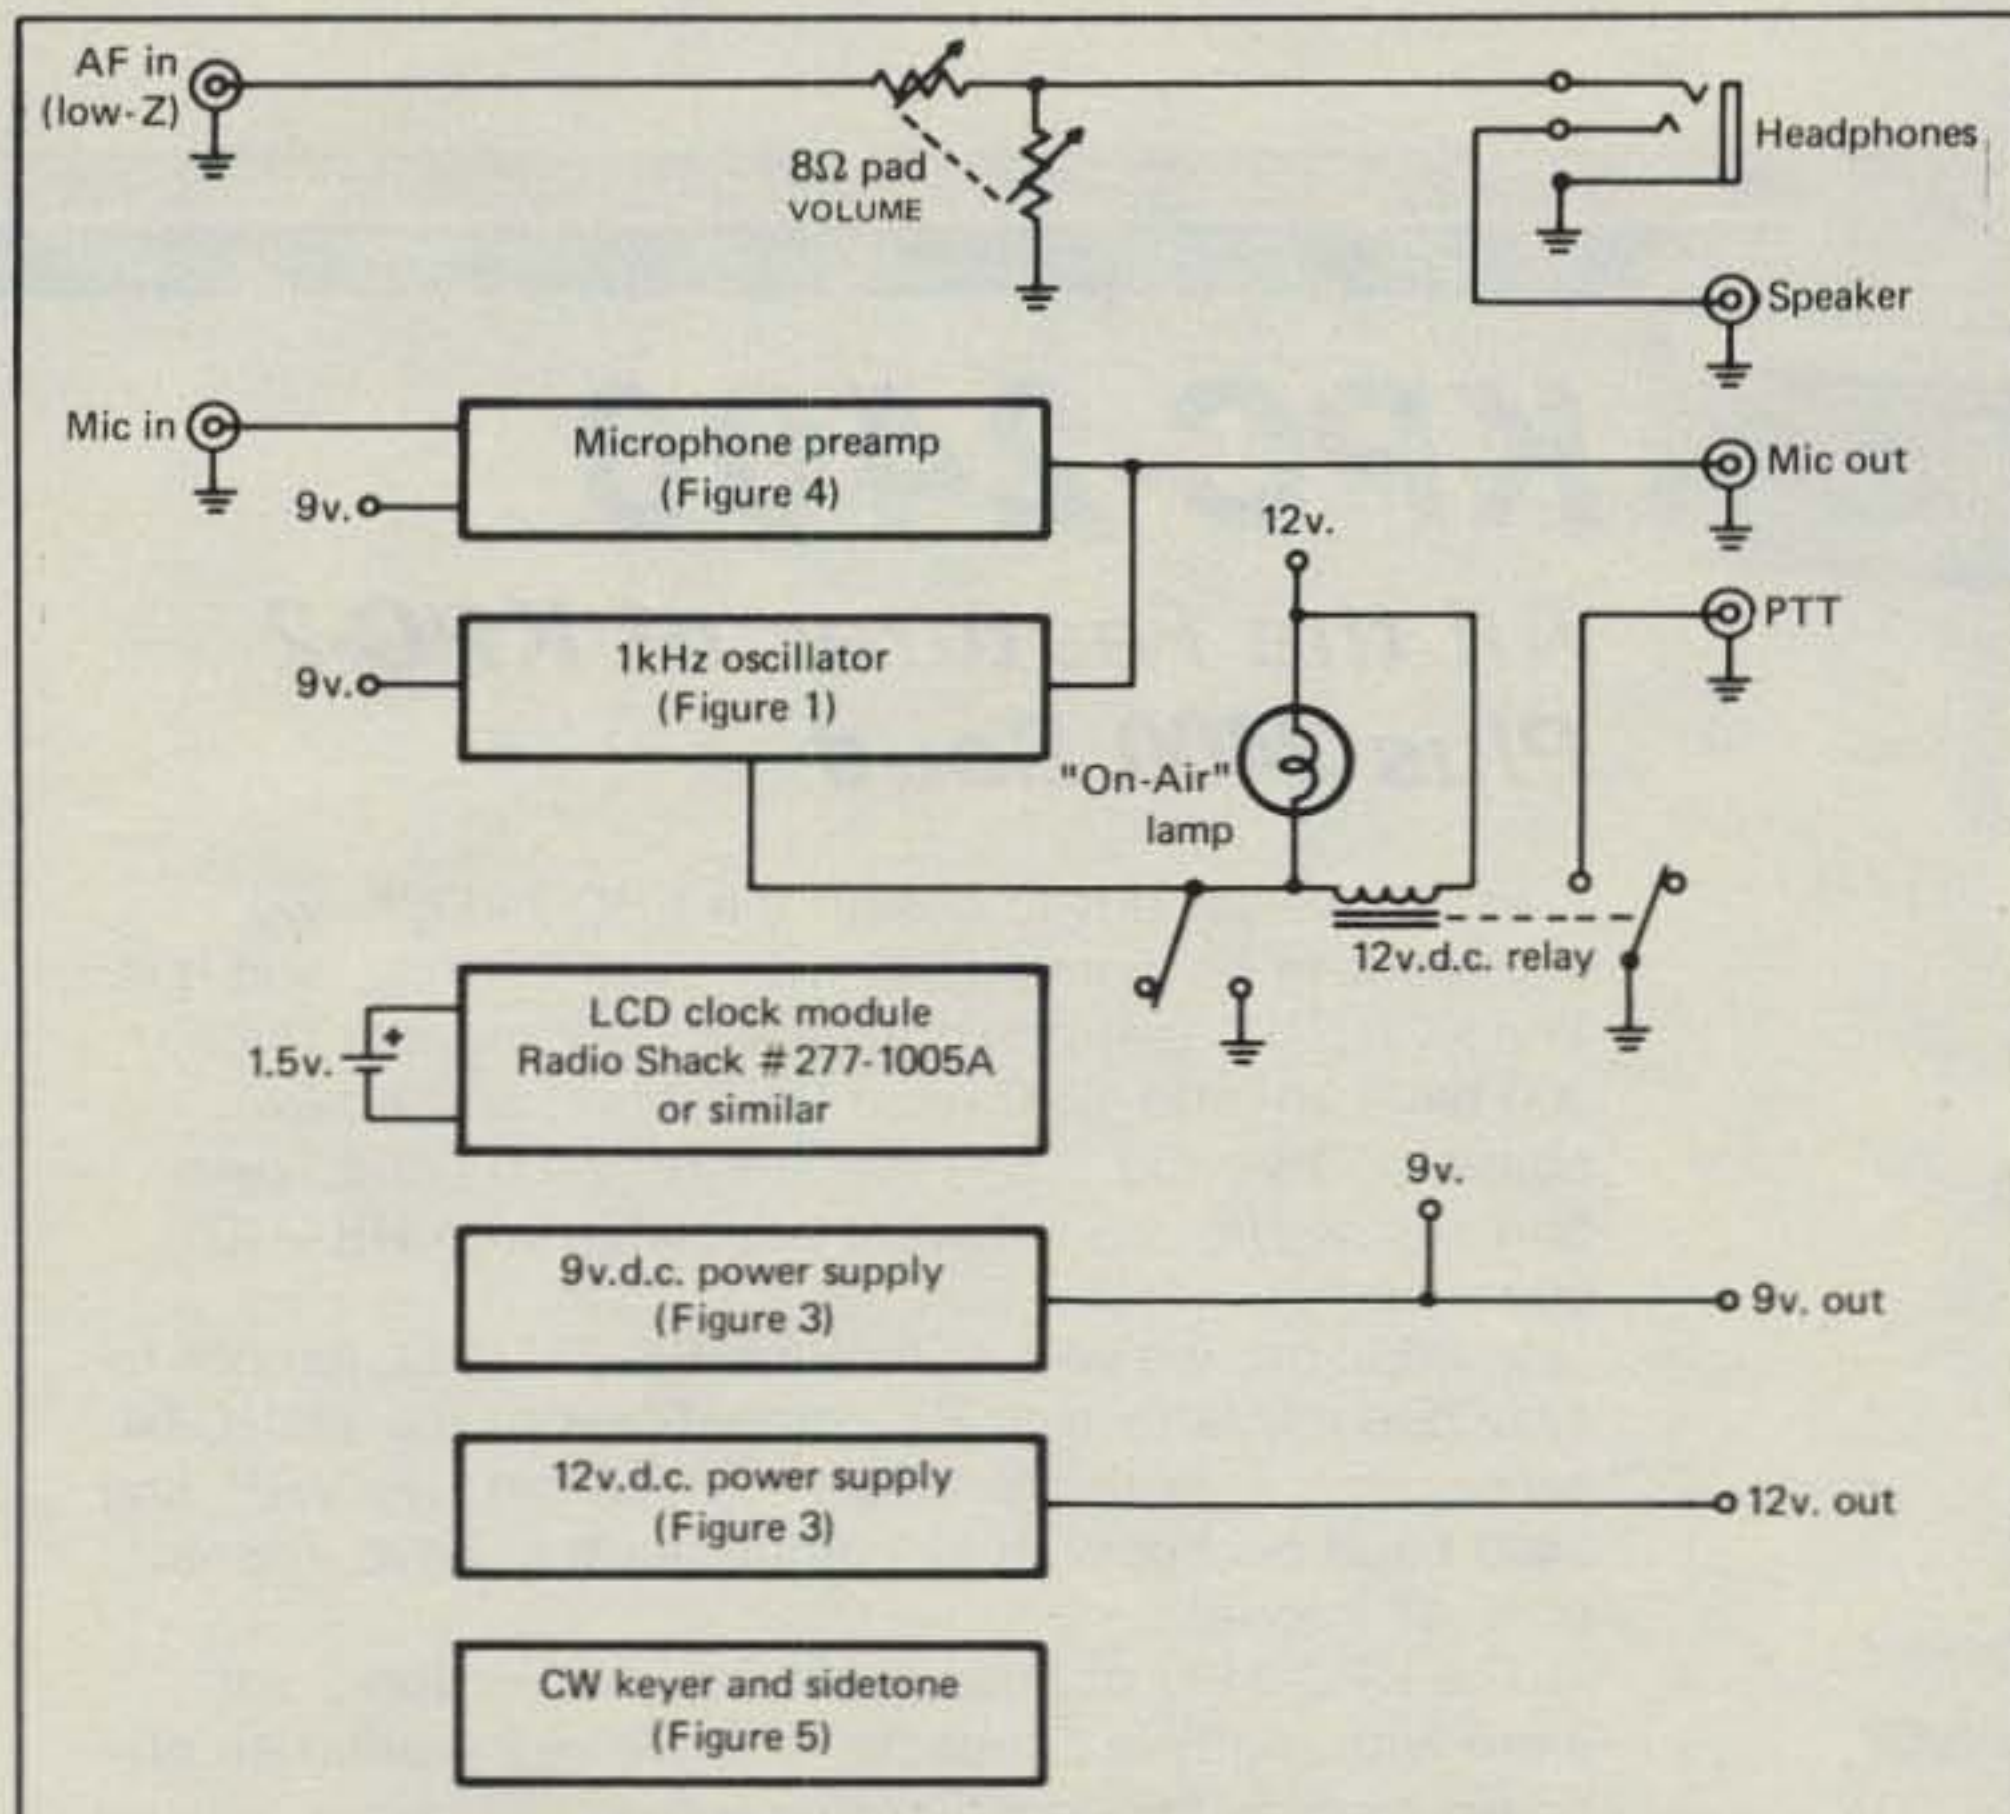 AF in
(low-Z)
8Ω pad
VOLUME
Headphones
Speaker
Mic in
9v.
Microphone preamp
(Figure 4)
Mic out
12v.
PTT
9v.
1kHz oscillator
(Figure 1)
"On-Air"
lamp
12v.d.c. relay
1.5v.
+
LCD clock module
Radio Shack #277-1005A
or similar
9v.
9v.d.c. power supply
(Figure 3)
9v. out
12v.d.c. power supply
(Figure 3)
12v. out
CW keyer and sidetone
(Figure 5)